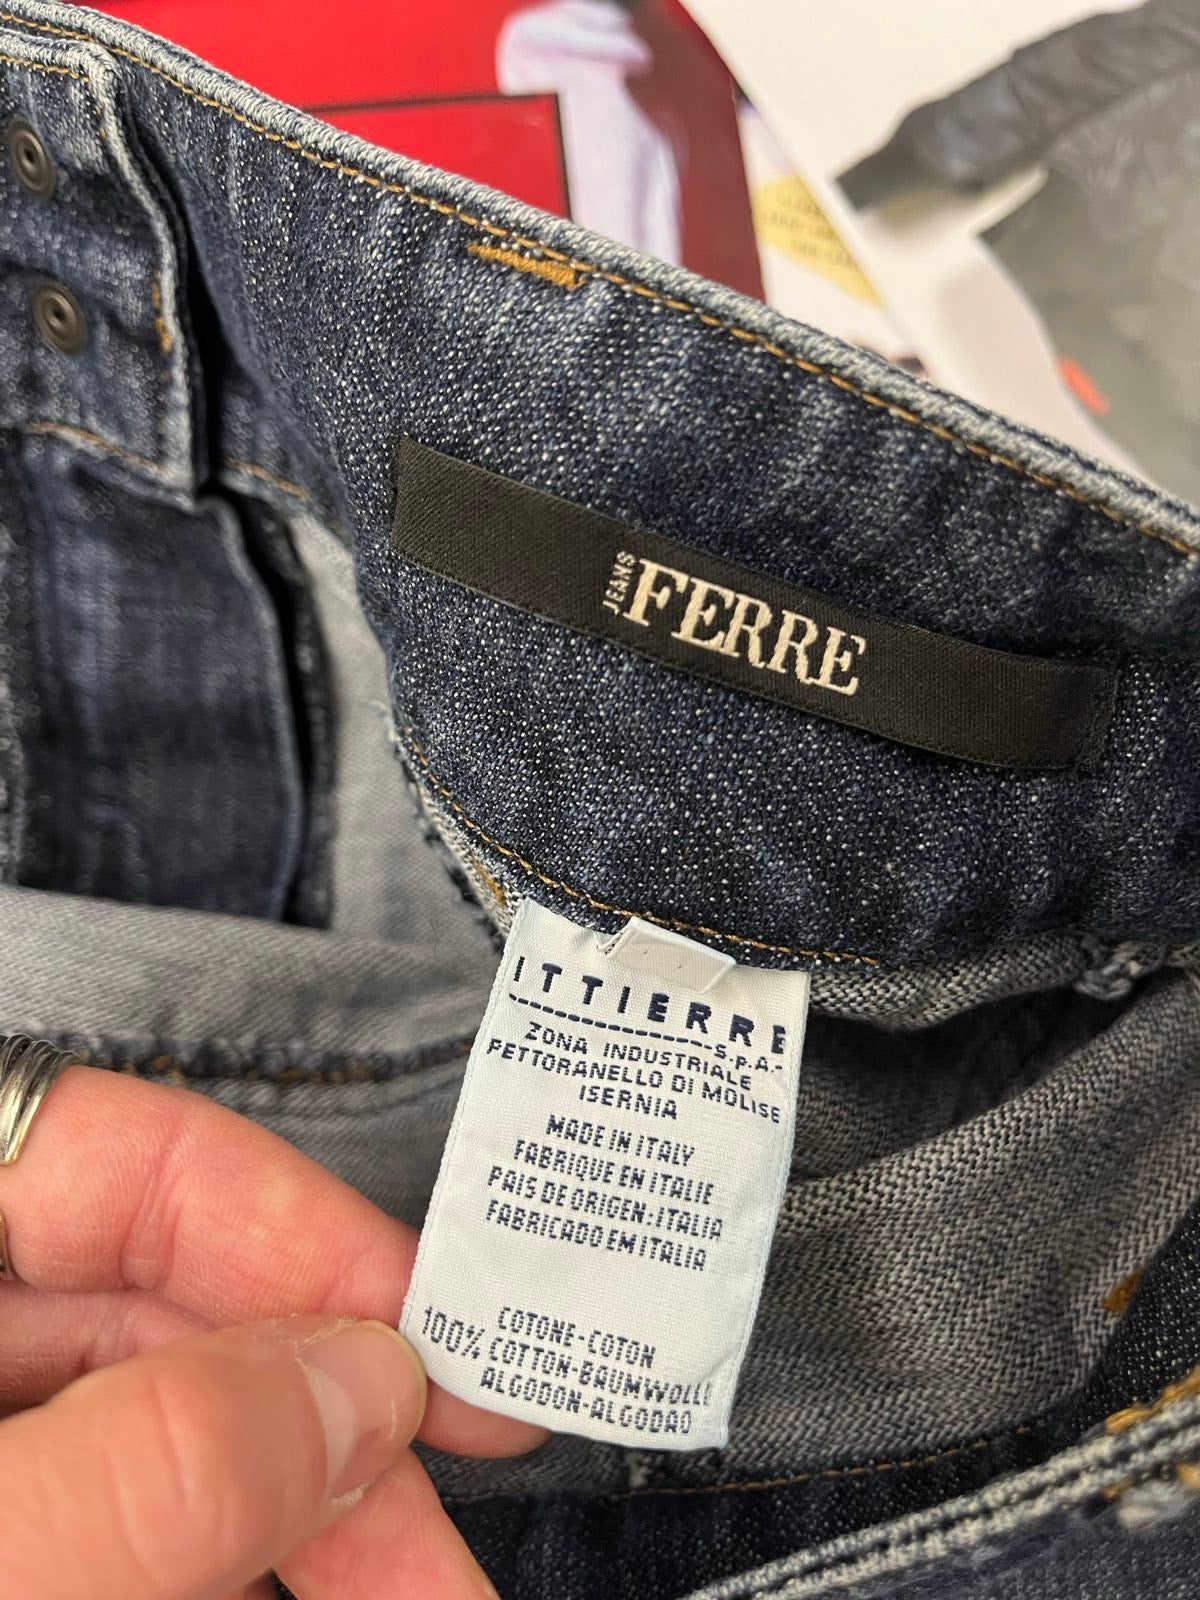 JEANS
FERRE
ITTIERRE
S.p.A.-
ZONA INDUSTRIALE
PETTORANELLO DI MOLISE
ISERNIA
MADE IN ITALY
FABRIQUE EN ITALIE
PAIS DE ORIGEN: ITALIA
FABRICADO EM ITALIA
COTONE-COTON
100% COTTON-BAUMWOLLE
ALGODON-ALGODAO